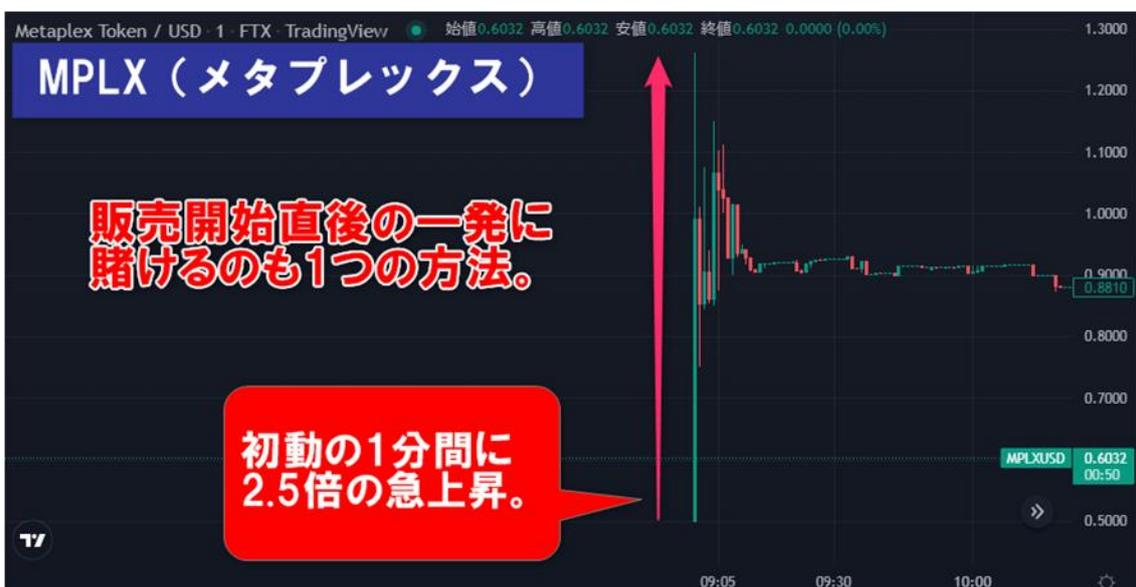 Metaplex Token / USD · 1 · FTX · TradingView 始値0.6032 高値0.6032 安値0.6032 終値0.6032 0.0000 (0.00%)
MPLX(メタプレックス)
販売開始直後の一発に
賭けるのも1つの方法。
初動の1分間に
2.5倍の急上昇。
1.3000
1.2000
1.1000
1.0000
0.9000
0.8810
0.8000
0.7000
MPLXUSD 0.6032
00:50
0.5000
09:05 09:30 10:00